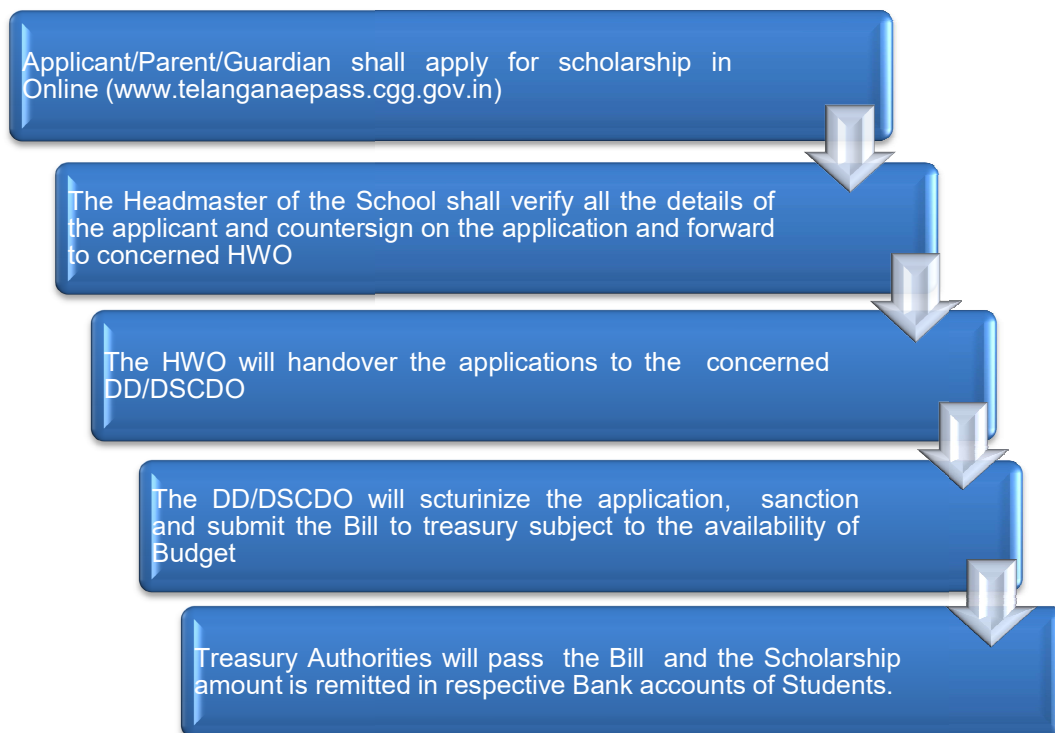 Applicant/Parent/Guardian shall apply for scholarship in
Online (www.telanganaepass.cgg.gov.in)
The Headmaster of the School shall verify all the details of
the applicant and countersign on the application and forward
to concerned HWO
The HWO will handover the applications to the concerned
DD/DSCDO
The DD/DSCDO will scturinize the application, sanction
and submit the Bill to treasury subject to the availability of
Budget
Treasury Authorities will pass the Bill and the Scholarship
amount is remitted in respective Bank accounts of Students.